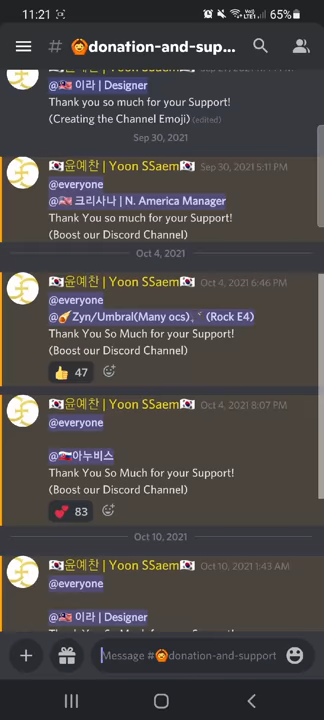 11:21
65%
# 🙆donation-and-sup...
@🇲🇾 이라 | Designer
Thank you so much for your Support!
(Creating the Channel Emoji) (edited)
Sep 30, 2021
🇰🇷윤예찬 | Yoon SSaem🇰🇷 Sep 30, 2021 5:11 PM
@everyone
크리사나 | N. America Manager
Thank You so much for your Support!
(Boost our Discord Channel)
Oct 4, 2021
🇰🇷윤예찬 | Yoon SSaem🇰🇷 Oct 4, 2021 6:46 PM
@everyone
@☄️Zyn/Umbral(Many ocs) (Rock E4)
Thank You So Much for your Support!
(Boost our Discord Channel)
👍 47
🇰🇷윤예찬 | Yoon SSaem🇰🇷 Oct 4, 2021 8:07 PM
@everyone
아누비스
Thank You So Much for your Support!
(Boost our Discord Channel)
💕 83
Oct 10, 2021
🇰🇷윤예찬 | Yoon SSaem🇰🇷 Oct 10, 2021 1:43 AM
@everyone
@🇲🇾 이라 | Designer
Message #🙆donation-and-support